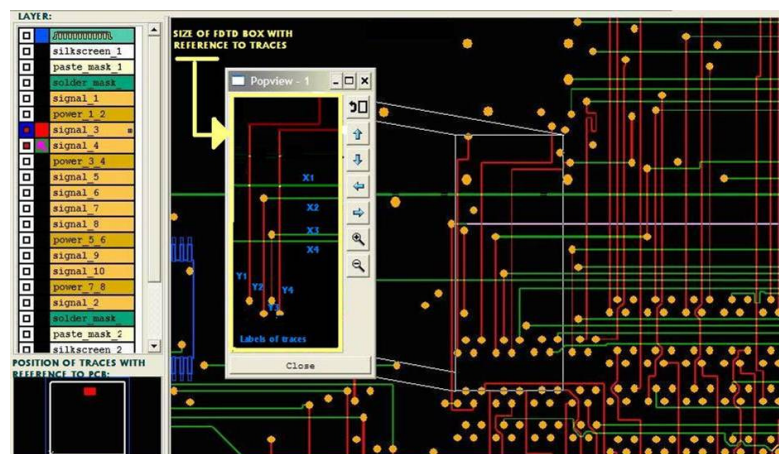 LAYER:
silkscreen_1
paste_mask_1
solder_mask_
signal_1
power_1_2
signal_3
signal_4
power_3_4
signal_5
signal_6
signal_7
signal_8
power_5_6
signal_9
signal_10
power_7_8
signal_2
solder_mask_
paste_mask_2
silkscreen_2
POSITION OF TRACES WITH
REFERENCE TO PCB:
SIZE OF FDTD BOX WITH
REFERENCE TO TRACES
Popview - 1
X1
X2
X3
X4
Y1
Y2
Y3
Y4
Labels of traces
Close